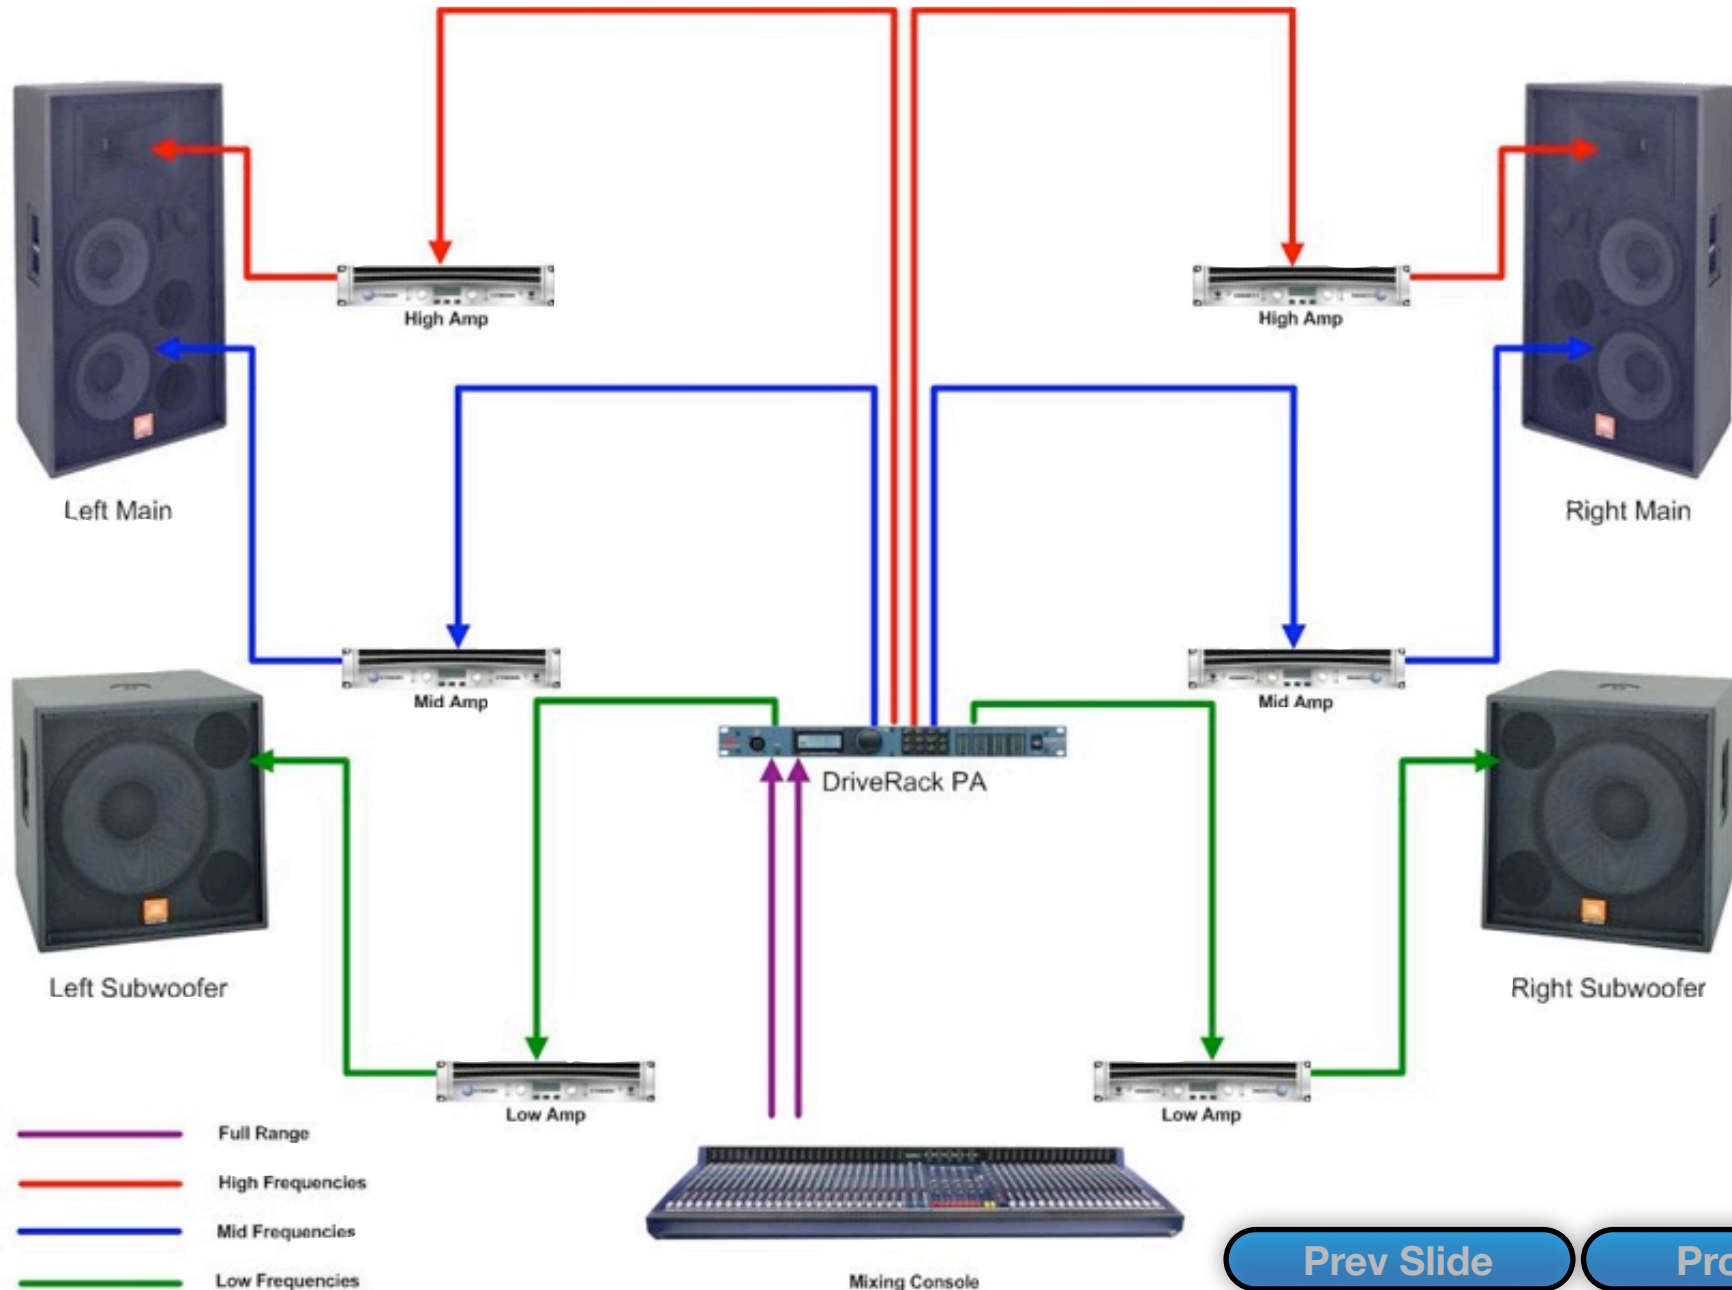 High Amp
High Amp
Left Main
Right Main
Mid Amp
Mid Amp
DriveRack PA
Left Subwoofer
Right Subwoofer
Low Amp
Low Amp
Full Range
High Frequencies
Mid Frequencies
Low Frequencies
Mixing Console
Prev Slide